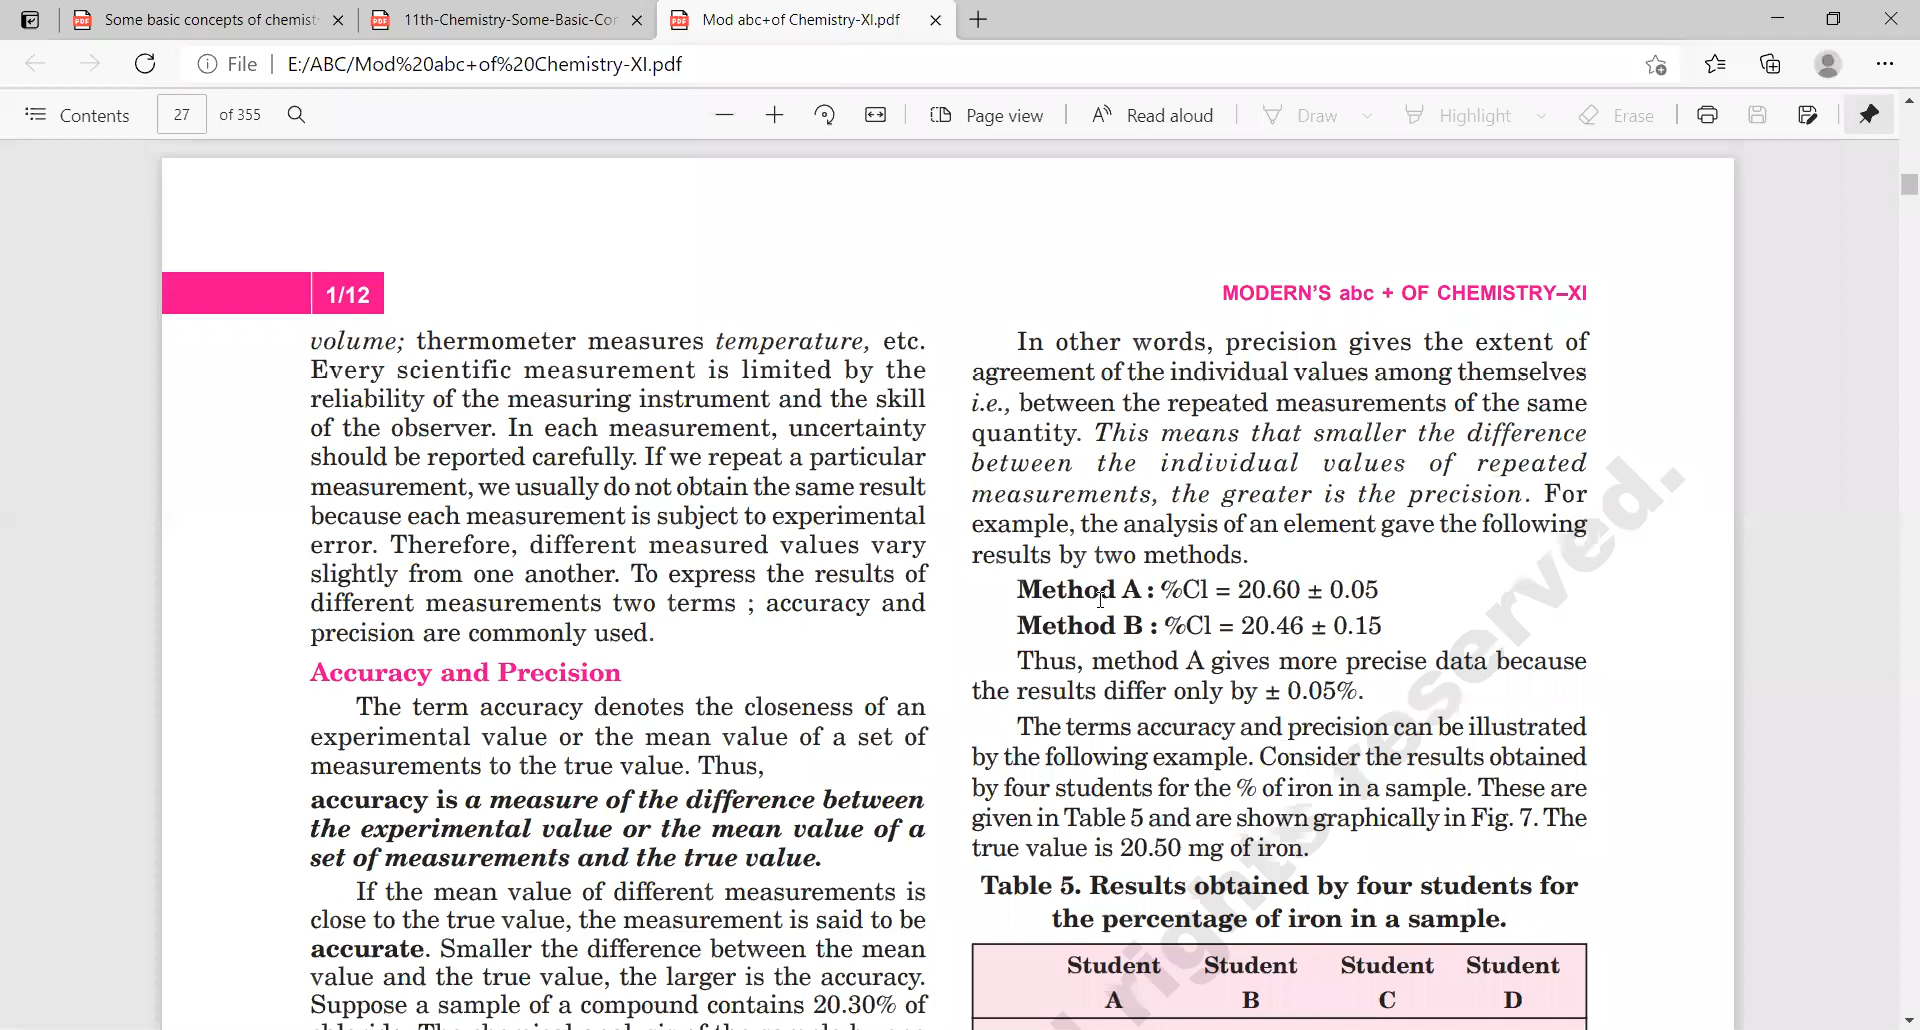 Some basic concepts of chemist
11th-Chemistry-Some-Basic-Cor
Mod abc+of Chemistry-XI.pdf
File
E:/ABC/Mod%20abc+of%20Chemistry-XI.pdf
Contents
27
of 355
Page view
Read aloud
Draw
Highlight
Erase
1/12
MODERN'S abc + OF CHEMISTRY–XI
volume; thermometer measures temperature, etc.
Every scientific measurement is limited by the
reliability of the measuring instrument and the skill
of the observer. In each measurement, uncertainty
should be reported carefully. If we repeat a particular
measurement, we usually do not obtain the same result
because each measurement is subject to experimental
error. Therefore, different measured values vary
slightly from one another. To express the results of
different measurements two terms ; accuracy and
precision are commonly used.
Accuracy and Precision
The term accuracy denotes the closeness of an
experimental value or the mean value of a set of
measurements to the true value. Thus,
accuracy is a measure of the difference between
the experimental value or the mean value of a
set of measurements and the true value.
If the mean value of different measurements is
close to the true value, the measurement is said to be
accurate. Smaller the difference between the mean
value and the true value, the larger is the accuracy.
Suppose a sample of a compound contains 20.30% of
In other words, precision gives the extent of
agreement of the individual values among themselves
i.e., between the repeated measurements of the same
quantity. This means that smaller the difference
between the individual values of repeated
measurements, the greater is the precision. For
example, the analysis of an element gave the following
results by two methods.
Method A : %Cl = 20.60 ± 0.05
Method B : %Cl = 20.46 ± 0.15
Thus, method A gives more precise data because
the results differ only by ± 0.05%.
The terms accuracy and precision can be illustrated
by the following example. Consider the results obtained
by four students for the % of iron in a sample. These are
given in Table 5 and are shown graphically in Fig. 7. The
true value is 20.50 mg of iron.
Table 5. Results obtained by four students for
the percentage of iron in a sample.
Student Student Student Student
A B C D
rights reserved.